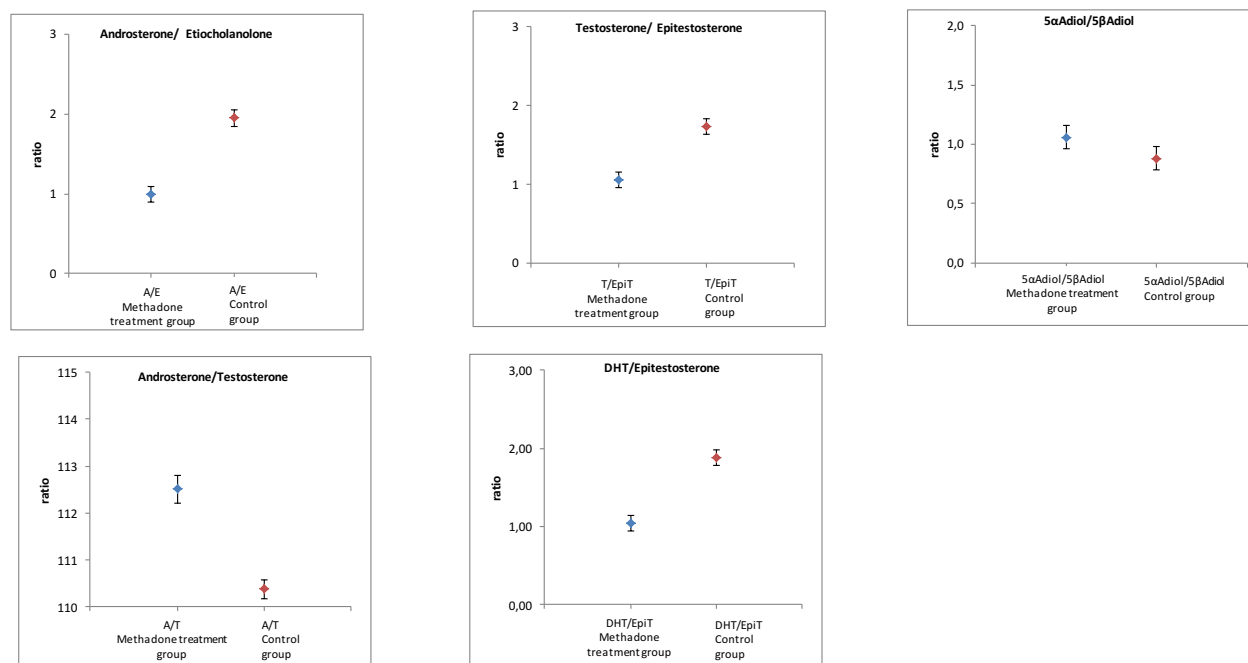 Androsterone/ Etiocholanolone
3
2
1
0
ratio
A/E
Methadone
treatment group
A/E
Control
group
Testosterone/ Epitestosterone
3
2
1
0
ratio
T/EpiT
Methadone
treatment group
T/EpiT
Control
group
5αAdiol/5βAdiol
2,0
1,5
1,0
0,5
0,0
ratio
5αAdiol/5βAdiol
Methadone treatment
group
5αAdiol/5βAdiol
Control group
Androsterone/Testosterone
115
114
113
112
111
110
ratio
A/T
Methadone treatment
group
A/T
Control
group
DHT/Epitestosterone
3,00
2,00
1,00
0,00
ratio
DHT/EpiT
Methadone
treatment group
DHT/EpiT
Control
group